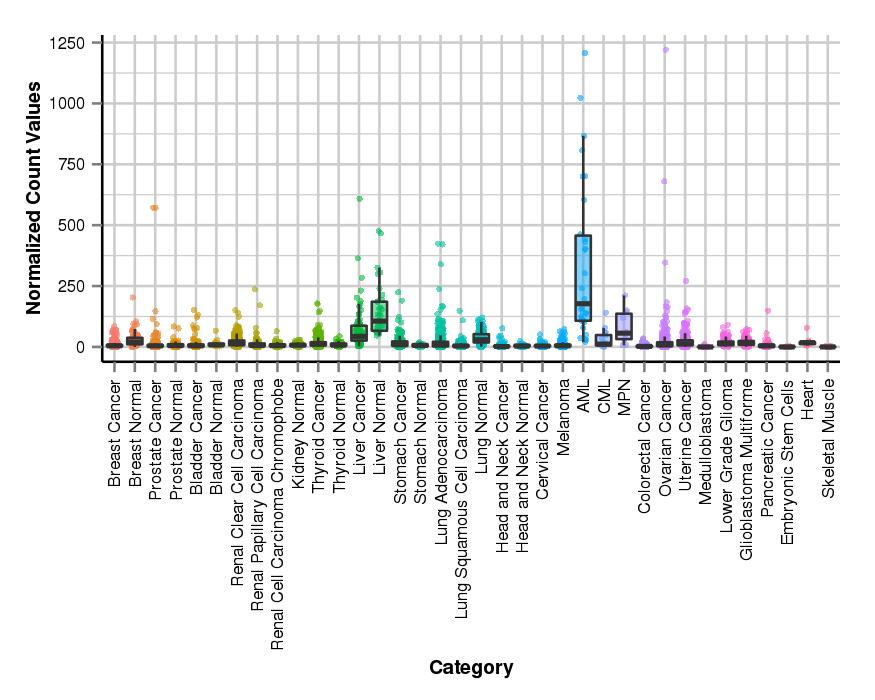 1250
1000
750
500
250
0
Normalized Count Values
Breast Cancer
Breast Normal
Prostate Cancer
Prostate Normal
Bladder Cancer
Bladder Normal
Renal Clear Cell Carcinoma
Renal Papillary Cell Carcinoma
Renal Cell Carcinoma Chromophobe
Kidney Normal
Thyroid Cancer
Thyroid Normal
Liver Cancer
Liver Normal
Stomach Cancer
Stomach Normal
Lung Adenocarcinoma
Lung Squamous Cell Carcinoma
Lung Normal
Head and Neck Cancer
Head and Neck Normal
Cervical Cancer
Melanoma
AML
CML
MPN
Colorectal Cancer
Ovarian Cancer
Uterine Cancer
Medulloblastoma
Lower Grade Glioma
Glioblastoma Multiforme
Pancreatic Cancer
Embryonic Stem Cells
Heart
Skeletal Muscle
Category